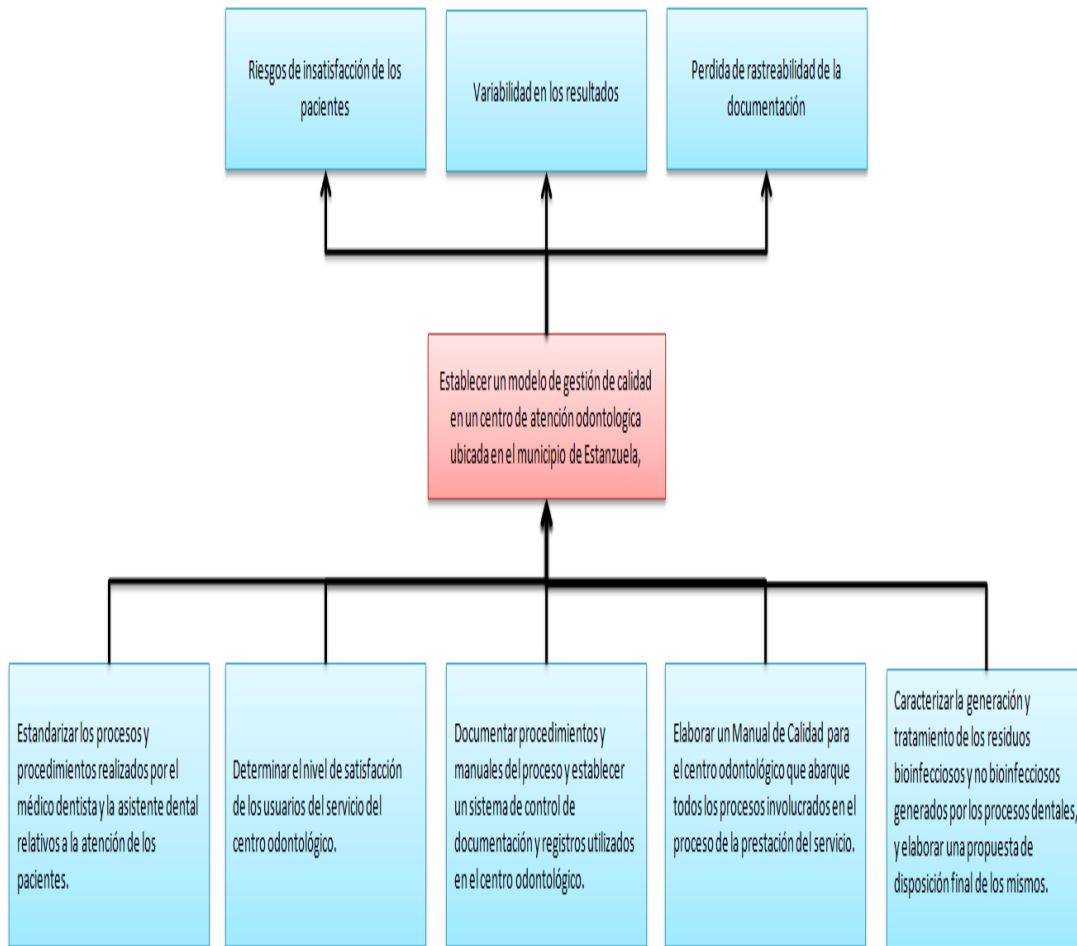 Riesgos de insatisfacción de los
pacientes
Variabilidad en los resultados
Perdida de rastreabilidad de la
documentación
Establecer un modelo de gestión de calidad
en un centro de atención odontologica
ubicada en el municipio de Estanzuela,
Estandarizar los procesos y
procedimientos realizados por el
médico dentista y la asistente dental
relativos a la atención de los
pacientes.
Determinar el nivel de satisfacción
de los usuarios del servicio del
centro odontológico.
Documentar procedimientos y
manuales del proceso y establecer
un sistema de control de
documentación y registros utilizados
en el centro odontológico.
Elaborar un Manual de Calidad para
el centro odontológico que abarque
todos los procesos involucrados en el
proceso de la prestación del servicio.
Caracterizar la generación y
tratamiento de los residuos
bioinfecciosos y no bioinfecciosos
generados por los procesos dentales,
y elaborar una propuesta de
disposición final de los mismos.